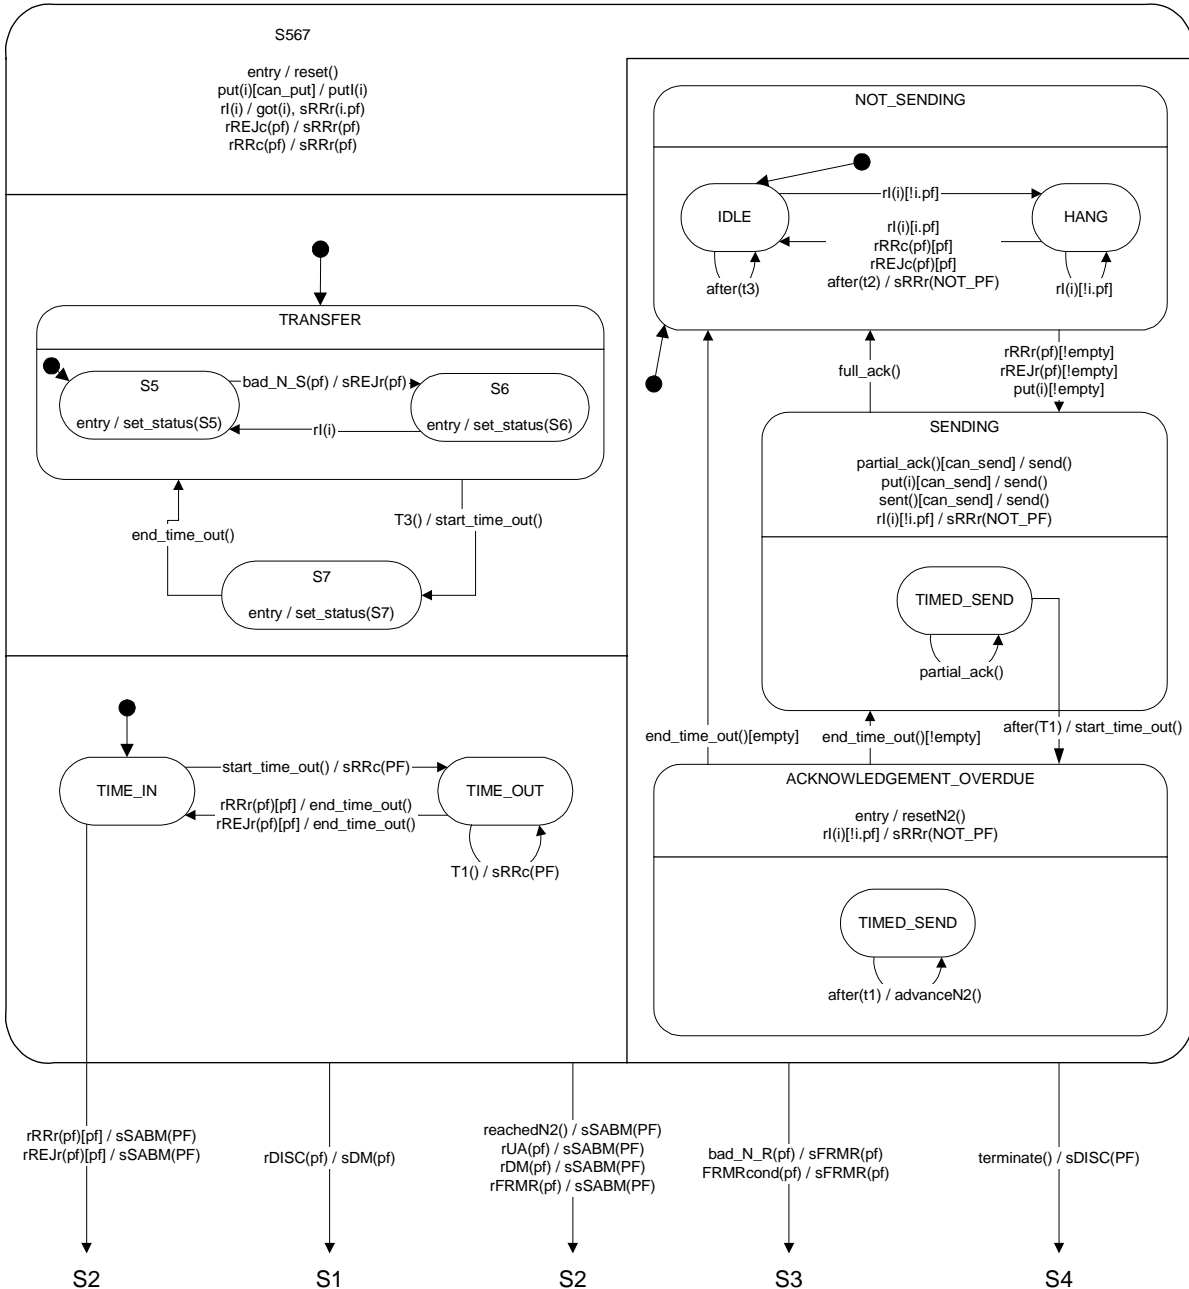 S567
entry / reset()
put(i)[can_put] / putI(i)
rI(i) / got(i), sRRr(i.pf)
rREJc(pf) / sRRr(pf)
rRRc(pf) / sRRr(pf)
TRANSFER
S5
entry / set_status(S5)
bad_N_S(pf) / sREJr(pf)
rI(i)
S6
entry / set_status(S6)
end_time_out()
T3() / start_time_out()
S7
entry / set_status(S7)
TIME_IN
start_time_out() / sRRc(PF)
rRRr(pf)[pf] / end_time_out()
rREJr(pf)[pf] / end_time_out()
TIME_OUT
T1() / sRRc(PF)
NOT_SENDING
IDLE
rI(i)[!i.pf]
HANG
rI(i)[i.pf]
rRRc(pf)[pf]
rREJc(pf)[pf]
after(t2) / sRRr(NOT_PF)
after(t3)
rI(i)[!i.pf]
full_ack()
rRRr(pf)[!empty]
rREJr(pf)[!empty]
put(i)[!empty]
SENDING
partial_ack()[can_send] / send()
put(i)[can_send] / send()
sent()[can_send] / send()
rI(i)[!i.pf] / sRRr(NOT_PF)
TIMED_SEND
partial_ack()
end_time_out()[empty]
end_time_out()[!empty]
after(T1) / start_time_out()
ACKNOWLEDGEMENT_OVERDUE
entry / resetN2()
rI(i)[!i.pf] / sRRr(NOT_PF)
TIMED_SEND
after(t1) / advanceN2()
rRRr(pf)[pf] / sSABM(PF)
rREJr(pf)[pf] / sSABM(PF)
rDISC(pf) / sDM(pf)
reachedN2() / sSABM(PF)
rUA(pf) / sSABM(PF)
rDM(pf) / sSABM(PF)
rFRMR(pf) / sSABM(PF)
bad_N_R(pf) / sFRMR(pf)
FRMRcond(pf) / sFRMR(pf)
terminate() / sDISC(PF)
S2
S1
S2
S3
S4